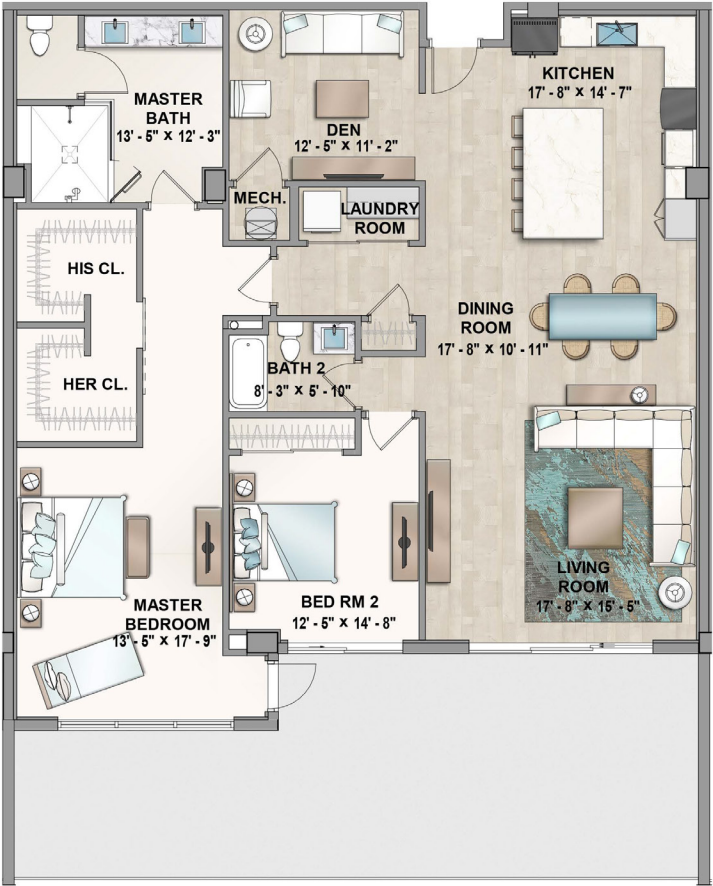 KITCHEN
17' - 8" X 14' - 7"
MASTER
BATH
13' - 5" X 12' - 3"
DEN
12' - 5" X 11' - 2"
MECH.
LAUNDRY
ROOM
HIS CL.
DINING
ROOM
17' - 8" X 10' - 11"
HER CL.
BATH 2
8' - 3" X 5' - 10"
LIVING
ROOM
17' - 8" X 15' - 5"
MASTER
BEDROOM
13' - 5" X 17' - 9"
BED RM 2
12' - 5" X 14' - 8"